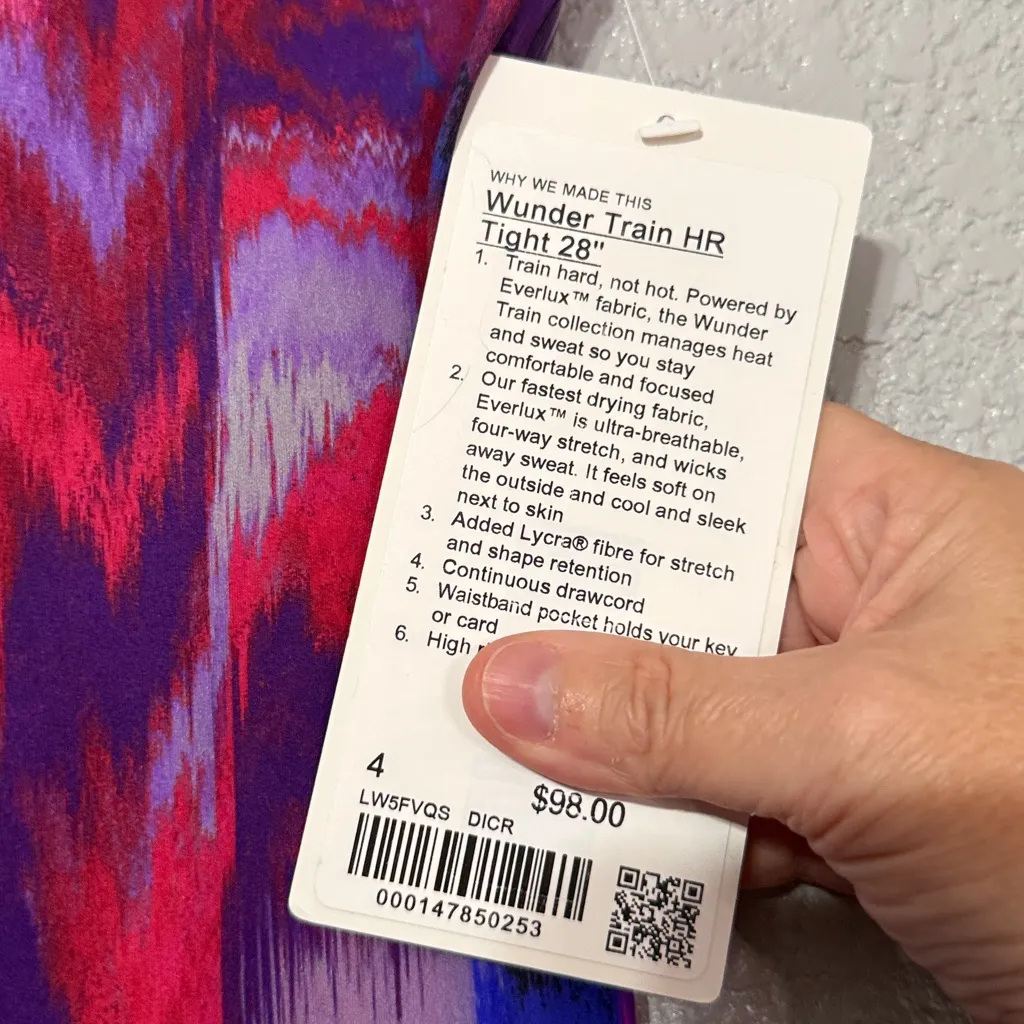 WHY WE MADE THIS
Wunder Train HR
Tight 28"
1. Train hard, not hot. Powered by
Everlux™ fabric, the Wunder
Train collection manages heat
and sweat so you stay
comfortable and focused
2. Our fastest drying fabric,
Everlux™ is ultra-breathable,
four-way stretch, and wicks
away sweat. It feels soft on
the outside and cool and sleek
next to skin
3. Added Lycra® fibre for stretch
and shape retention
4. Continuous drawcord
5. Waistband pocket holds your key
or card
6. High
4
$98.00
LW5FVQS DICR
000147850253